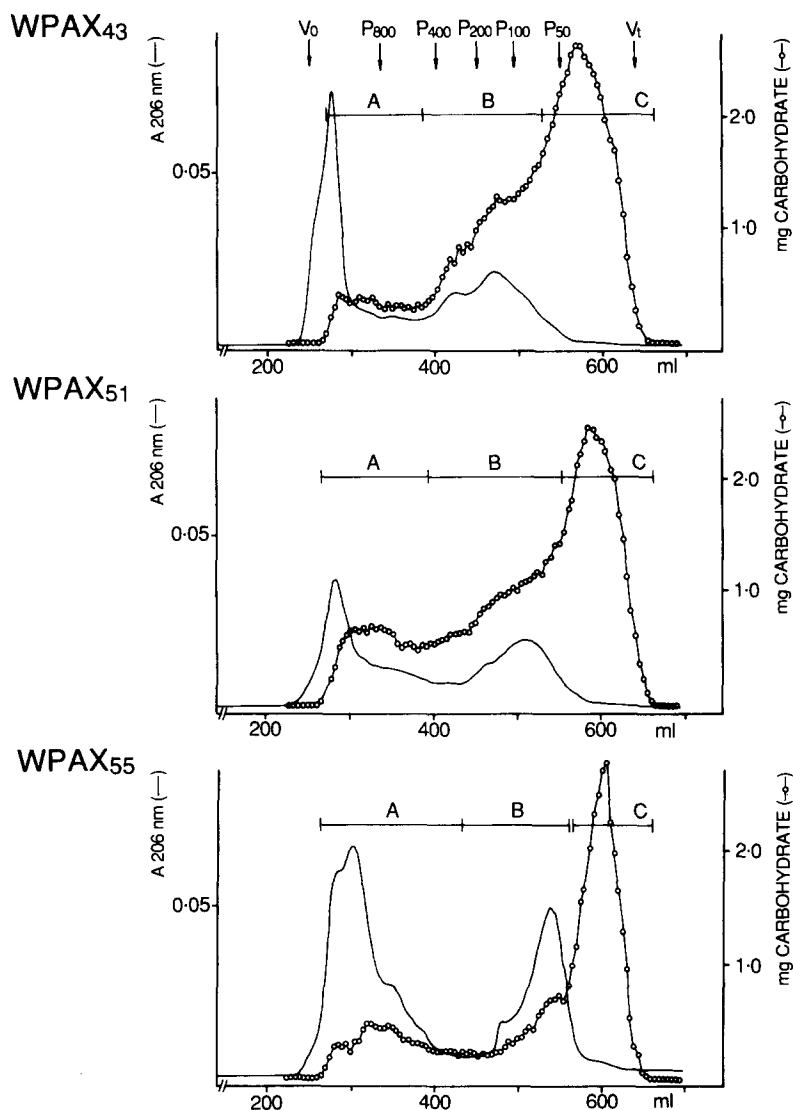 WPAX43
V0 P800 P400 P200 P100 P50 Vt
A 206 nm (—)
0·05
A B C
2·0
1·0
mg CARBOHYDRATE (-o-)
200 400 600 ml
WPAX51
A 206 nm (—)
0·05
A B C
2·0
1·0
mg CARBOHYDRATE (-o-)
200 400 600 ml
WPAX55
A 206 nm (—)
0·05
A B C
2·0
1·0
mg CARBOHYDRATE (-o-)
200 400 600 ml